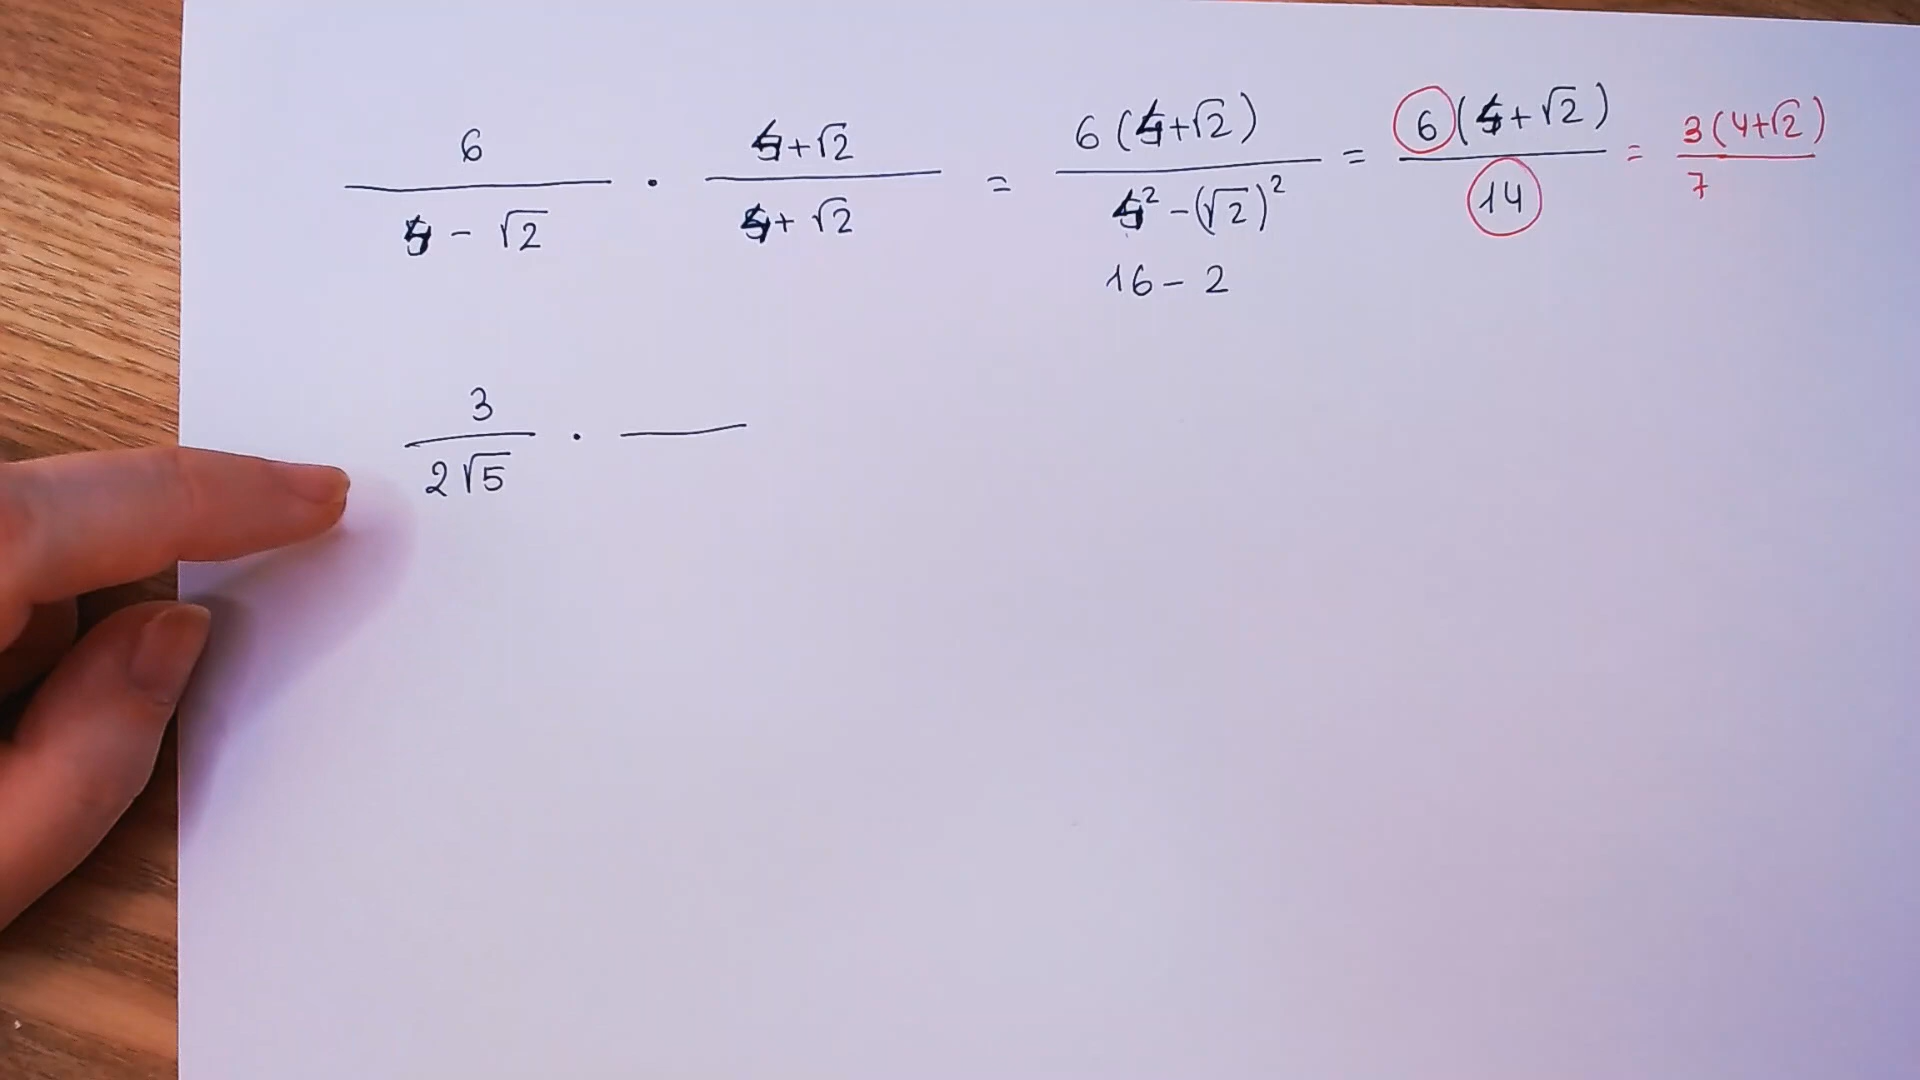 6 / (4 - √2) · (4+√2) / (4+√2) = 6(4+√2) / (4² - (√2)²) = 6(4+√2) / 14 = 3(4+√2) / 7
16 - 2
3 / (2√5) · —